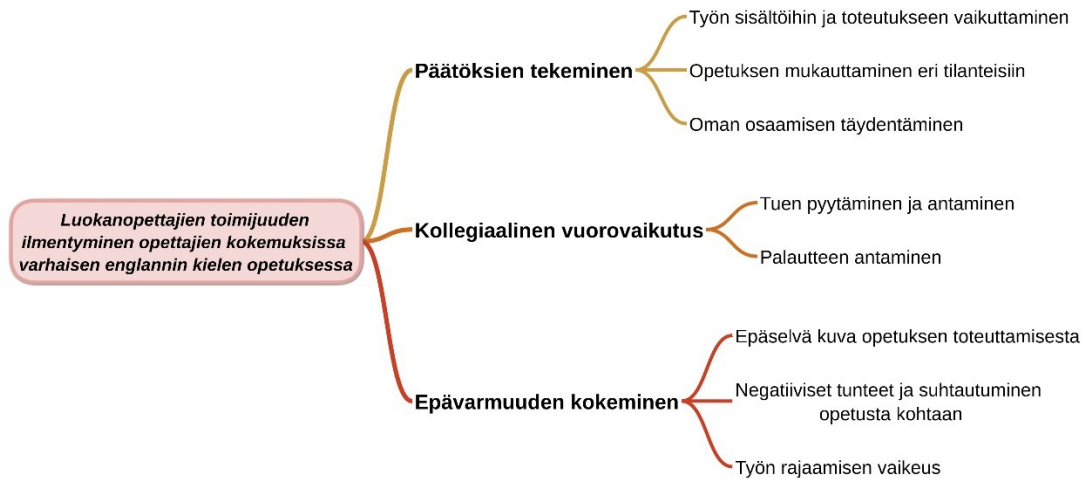 Luokanopettajien toimijuuden
ilmentyminen opettajien kokemuksissa
varhaisen englannin kielen opetuksessa
Päätöksien tekeminen
Työn sisältöihin ja toteutukseen vaikuttaminen
Opetuksen mukauttaminen eri tilanteisiin
Oman osaamisen täydentäminen
Kollegiaalinen vuorovaikutus
Tuen pyytäminen ja antaminen
Palautteen antaminen
Epävarmuuden kokeminen
Epäselvä kuva opetuksen toteuttamisesta
Negatiiviset tunteet ja suhtautuminen
opetusta kohtaan
Työn rajaamisen vaikeus